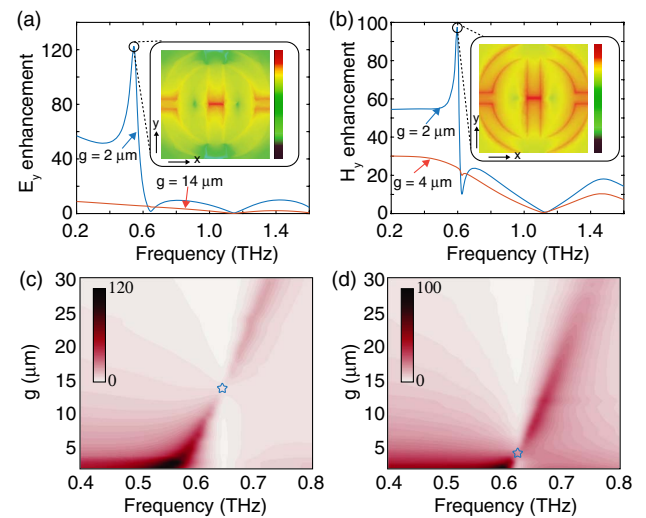 (a)
E_y enhancement
120
80
40
0
g = 2 μm
g = 14 μm
y
x
0.2
0.6
1.0
1.4
Frequency (THz)
(b)
H_y enhancement
100
80
60
40
20
0
g = 2 μm
g = 4 μm
y
x
0.2
0.6
1.0
1.4
Frequency (THz)
(c)
g (μm)
30
25
20
15
10
5
120
0
0.4
0.5
0.6
0.7
0.8
Frequency (THz)
(d)
g (μm)
30
25
20
15
10
5
100
0
0.4
0.5
0.6
0.7
0.8
Frequency (THz)